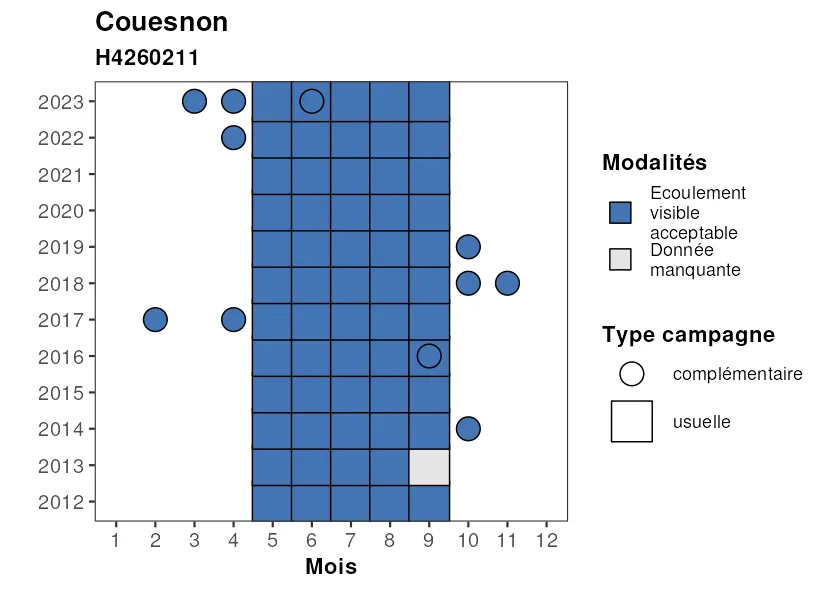 Couesnon
H4260211
2023
2022
2021
2020
2019
2018
2017
2016
2015
2014
2013
2012
1 2 3 4 5 6 7 8 9 10 11 12
Mois
Modalités
Ecoulement
visible
acceptable
Donnée
manquante
Type campagne
complémentaire
usuelle